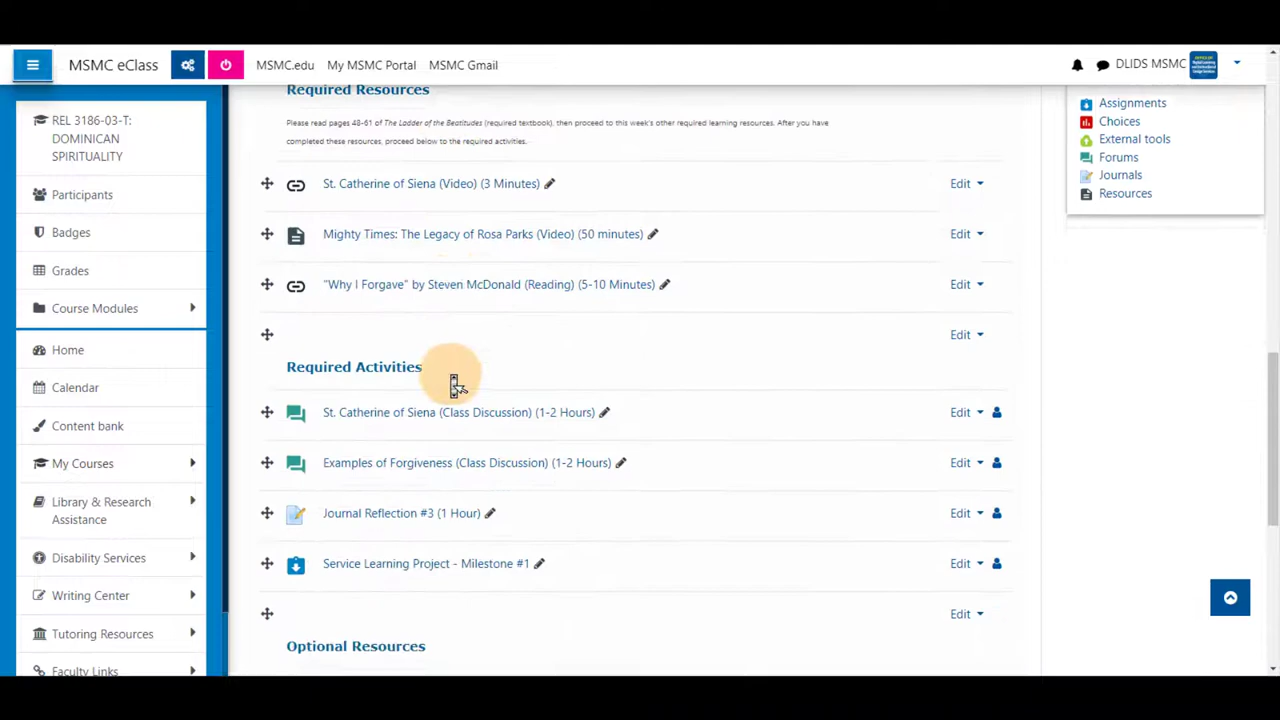 MSMC eClass
MSMC.edu
My MSMC Portal
MSMC Gmail
DLIDS MSMC
REL 3186-03-T:
DOMINICAN
SPIRITUALITY
Participants
Badges
Grades
Course Modules
Home
Calendar
Content bank
My Courses
Library & Research
Assistance
Disability Services
Writing Center
Tutoring Resources
Faculty Links
Required Resources
Please read pages 48-61 of The Ladder of the Beatitudes (required textbook), then proceed to this week's other required learning resources. After you have
completed these resources, proceed below to the required activities.
St. Catherine of Siena (Video) (3 Minutes)
Edit
Mighty Times: The Legacy of Rosa Parks (Video) (50 minutes)
Edit
"Why I Forgave" by Steven McDonald (Reading) (5-10 Minutes)
Edit
Edit
Required Activities
St. Catherine of Siena (Class Discussion) (1-2 Hours)
Edit
Examples of Forgiveness (Class Discussion) (1-2 Hours)
Edit
Journal Reflection #3 (1 Hour)
Edit
Service Learning Project - Milestone #1
Edit
Edit
Optional Resources
Assignments
Choices
External tools
Forums
Journals
Resources